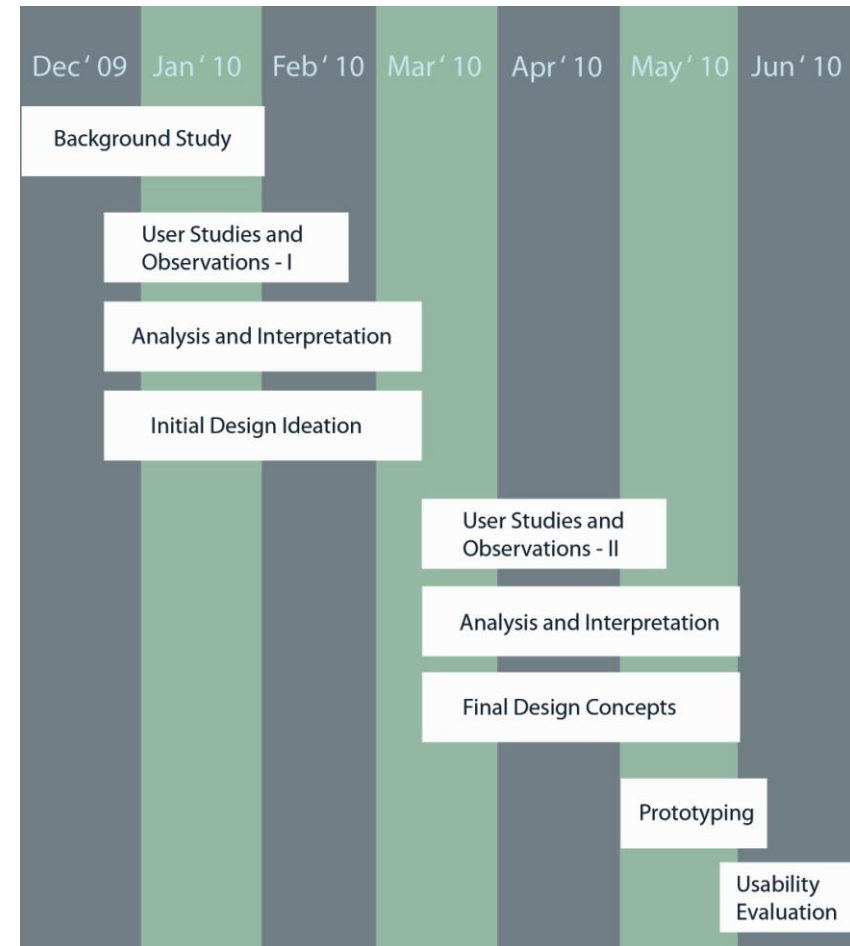 Dec ‘ 09 Jan ‘ 10 Feb ‘ 10 Mar ‘ 10 Apr ‘ 10 May ‘ 10 Jun ‘ 10
Background Study
User Studies and
Observations - I
Analysis and Interpretation
Initial Design Ideation
User Studies and
Observations - II
Analysis and Interpretation
Final Design Concepts
Prototyping
Usability
Evaluation